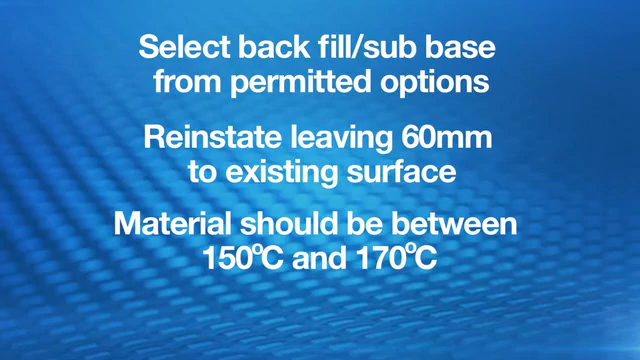 Select back fill/sub base
from permitted options
Reinstate leaving 60mm
to existing surface
Material should be between
150ºC and 170ºC